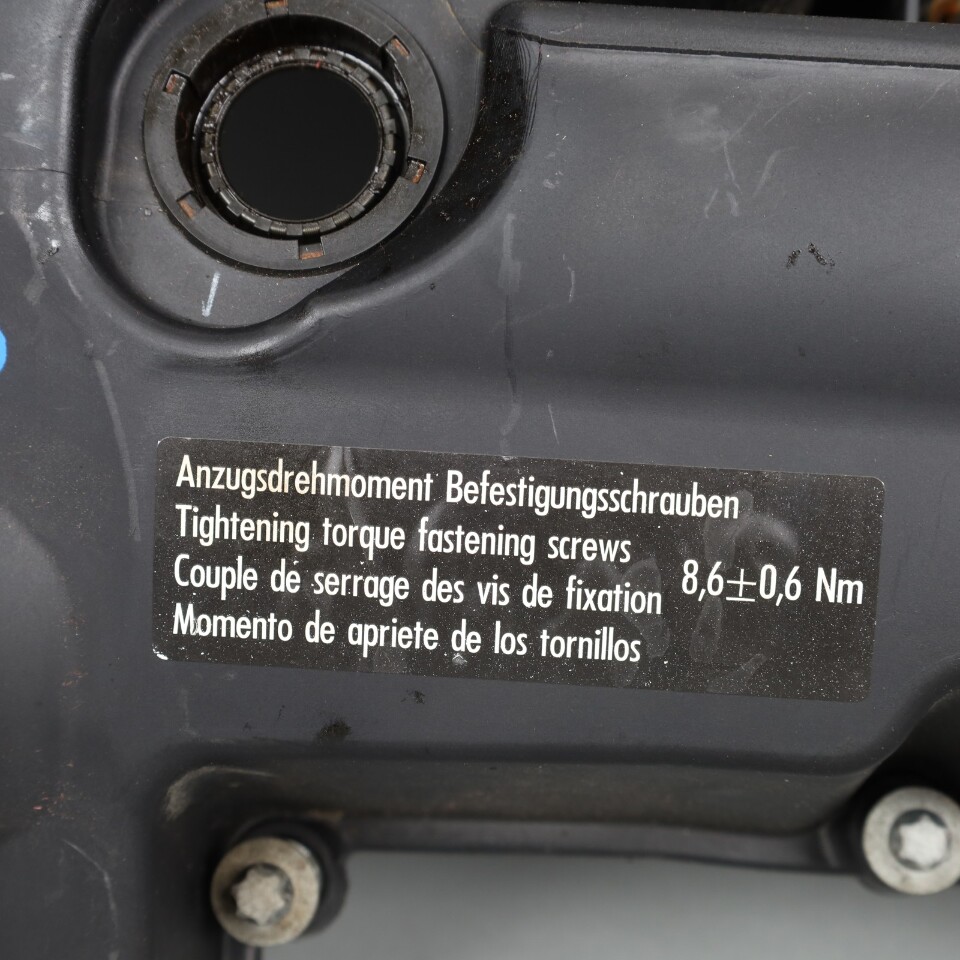 Anzugsdrehmoment Befestigungsschrauben
Tightening torque fastening screws
Couple de serrage des vis de fixation
Momento de apriete de los tornillos
8,6±0,6 Nm